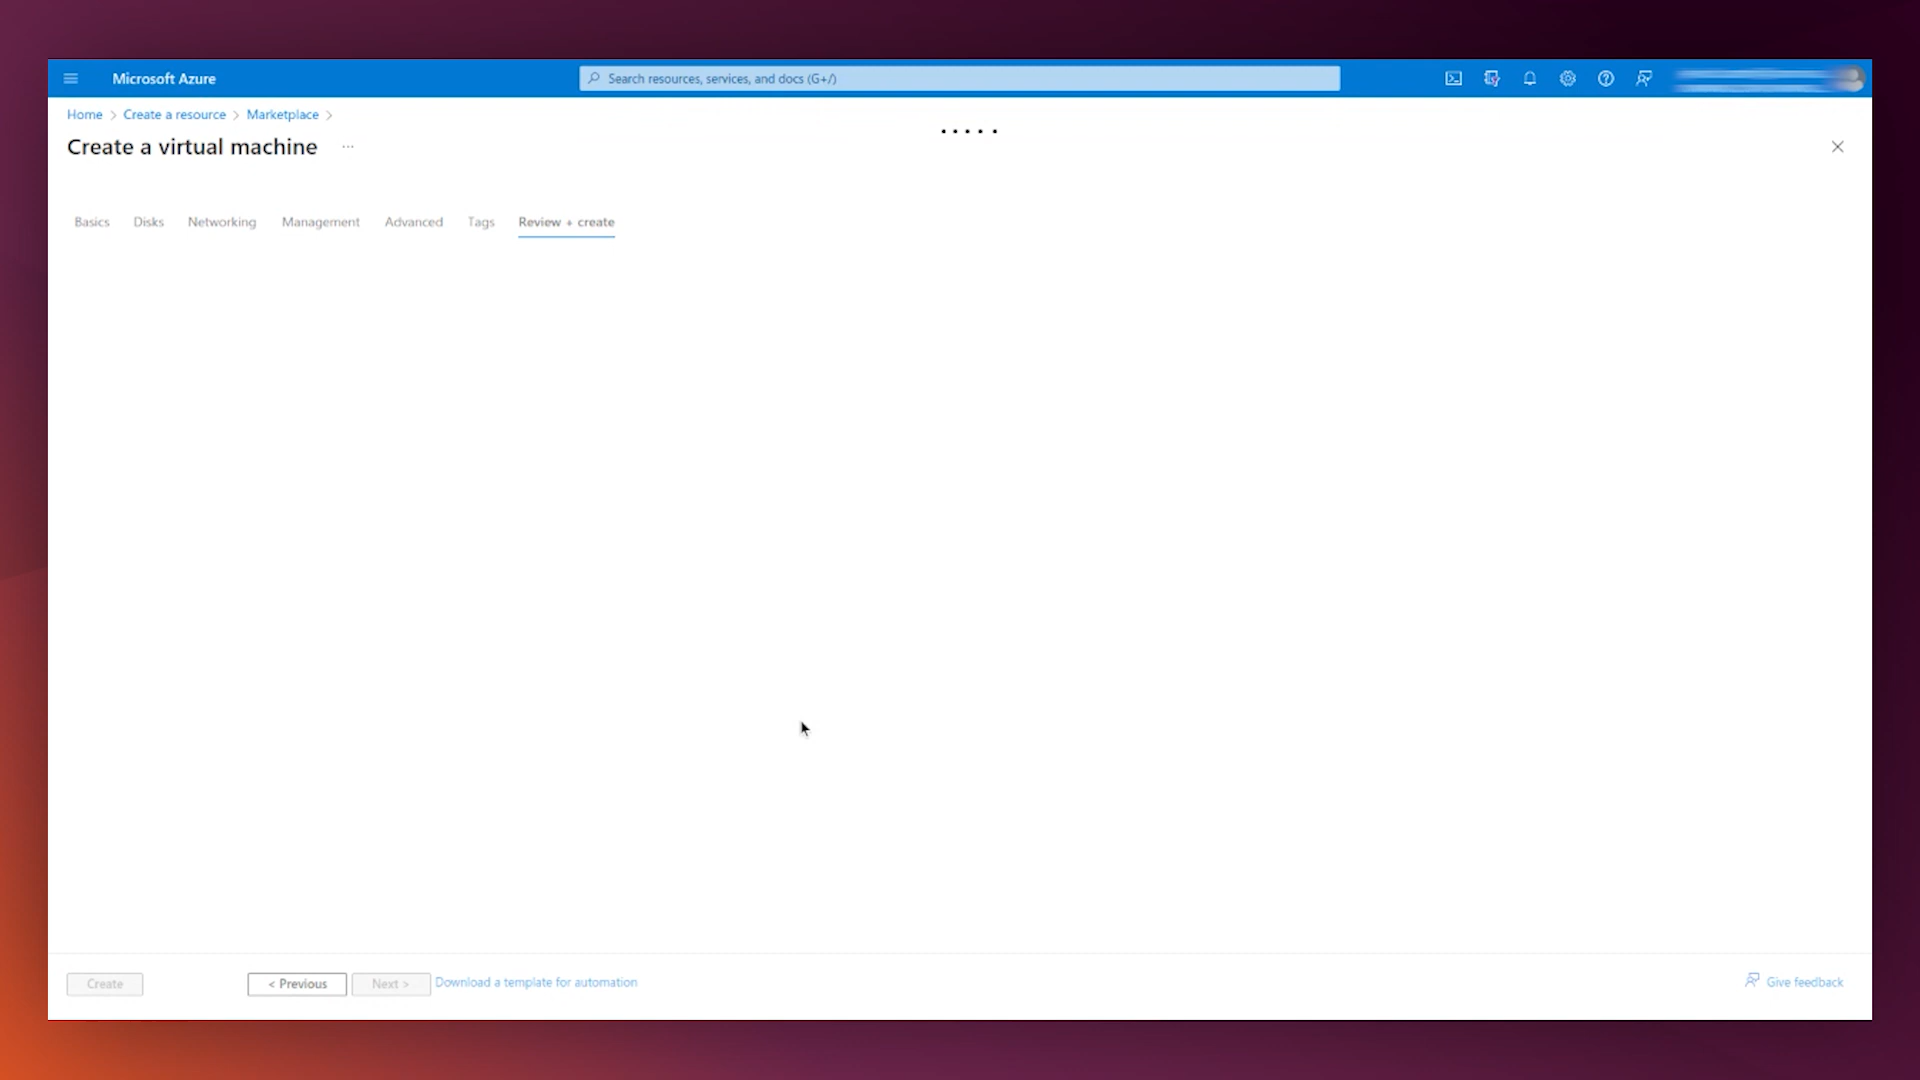 Microsoft Azure
Search resources, services, and docs (G+/)
Home > Create a resource > Marketplace >
Create a virtual machine ...
Basics Disks Networking Management Advanced Tags Review + create
Create < Previous Next > Download a template for automation Give feedback